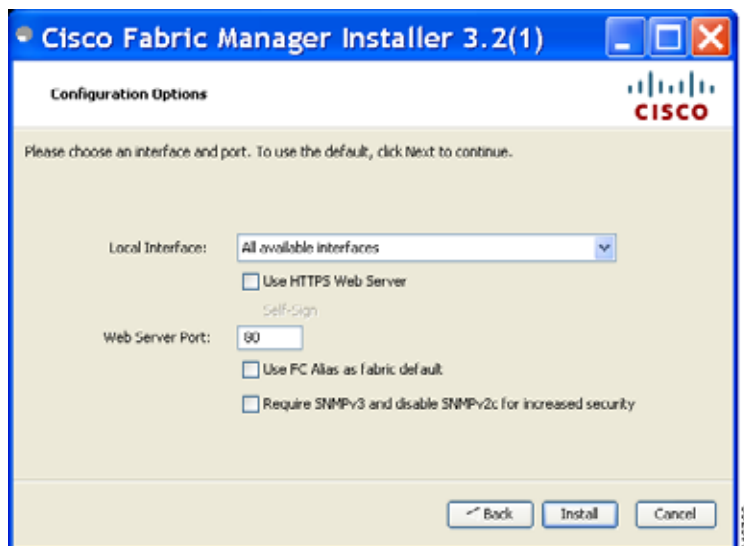 Cisco Fabric Manager Installer 3.2(1)
Configuration Options
CISCO
Please choose an interface and port. To use the default, click Next to continue.
Local Interface: All available interfaces
Use HTTPS Web Server
Self-Sign
Web Server Port: 80
Use FC Alias as fabric default
Require SNMPv3 and disable SNMPv2c for increased security
Back Install Cancel